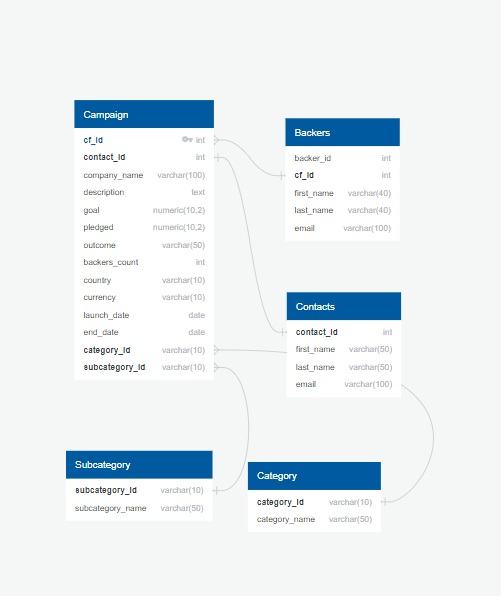 Campaign
cf_id int
contact_id int
company_name varchar(100)
description text
goal numeric(10,2)
pledged numeric(10,2)
outcome varchar(50)
backers_count int
country varchar(10)
currency varchar(10)
launch_date date
end_date date
category_id varchar(10)
subcategory_id varchar(10)
Backers
backer_id int
cf_id int
first_name varchar(40)
last_name varchar(40)
email varchar(100)
Contacts
contact_id int
first_name varchar(50)
last_name varchar(50)
email varchar(100)
Subcategory
subcategory_id varchar(10)
subcategory_name varchar(50)
Category
category_id varchar(10)
category_name varchar(50)